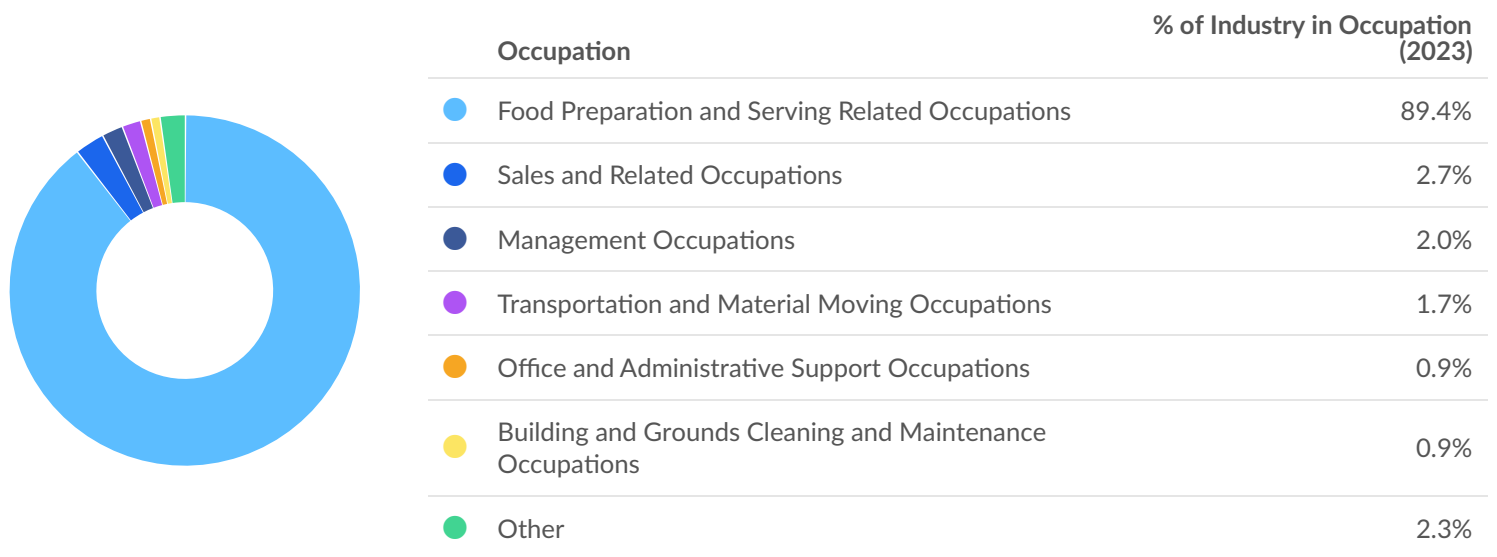 Occupation
% of Industry in Occupation
(2023)
Food Preparation and Serving Related Occupations 89.4%
Sales and Related Occupations 2.7%
Management Occupations 2.0%
Transportation and Material Moving Occupations 1.7%
Office and Administrative Support Occupations 0.9%
Building and Grounds Cleaning and Maintenance
Occupations 0.9%
Other 2.3%